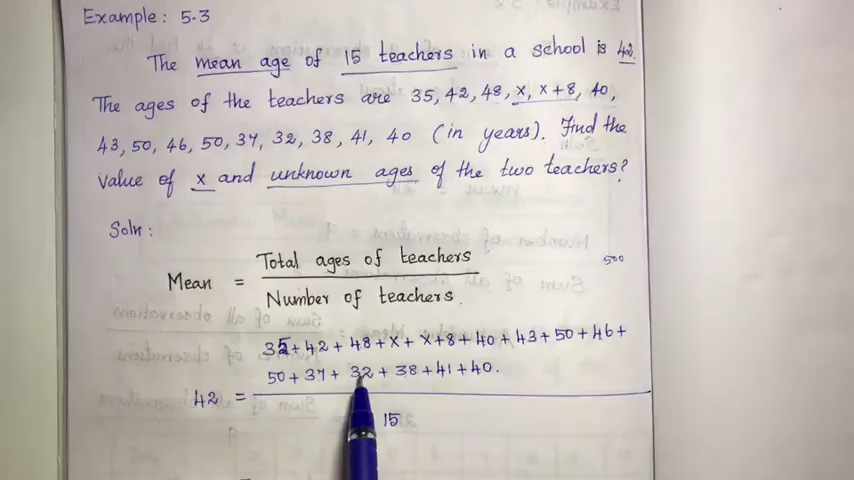 Example: 5.3
The mean age of 15 teachers in a school is 42.
The ages of the teachers are 35, 42, 48, x, x+8, 40,
43, 50, 46, 50, 37, 32, 38, 41, 40 (in years). Find the
value of x and unknown ages of the two teachers?
Soln:
Mean = Total ages of teachers
Number of teachers.
500
35+42+48+x+x+8+40+43+50+46+
50+37+32+38+41+40.
42 =
15